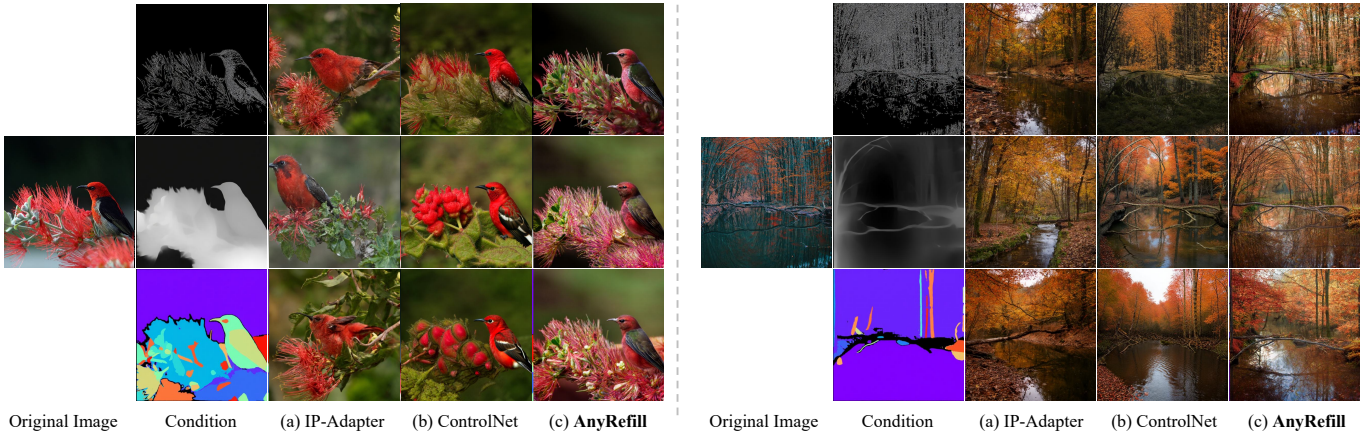 Original Image Condition (a) IP-Adapter (b) ControlNet (c) AnyRefill Original Image Condition (a) IP-Adapter (b) ControlNet (c) AnyRefill